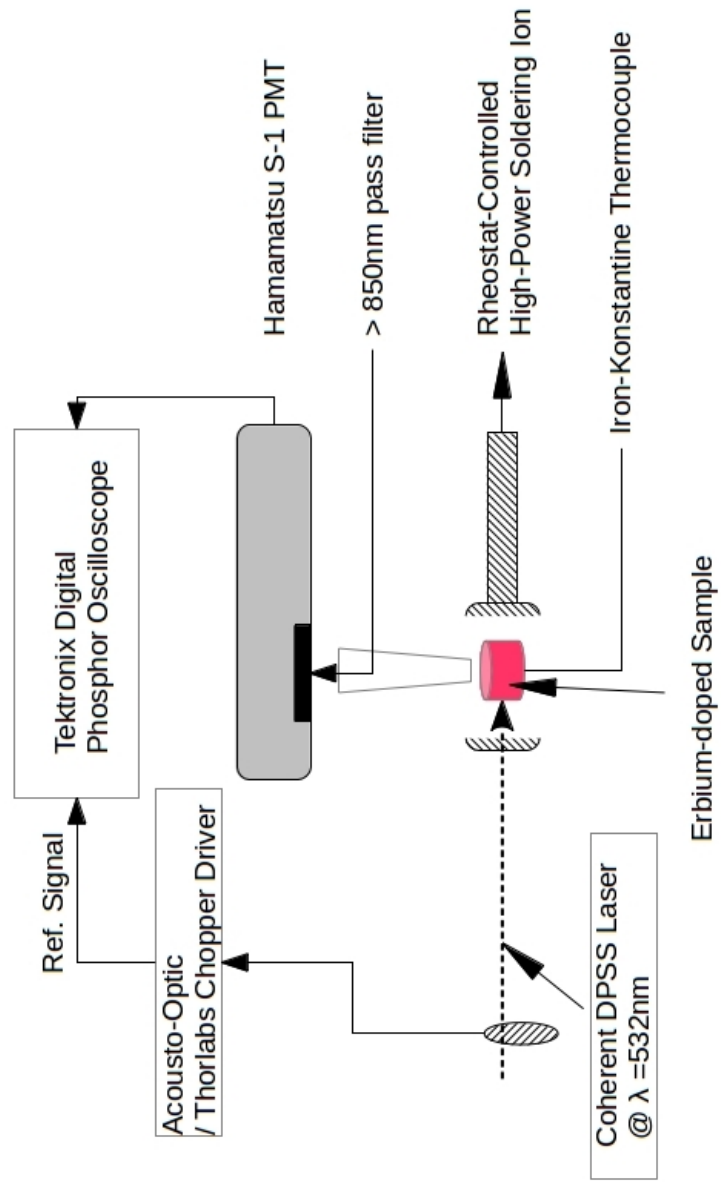 Tektronix Digital
Phosphor Oscilloscope
Ref. Signal
Acousto-Optic
/ Thorlabs Chopper Driver
Hamamatsu S-1 PMT
> 850nm pass filter
Rheostat-Controlled
High-Power Soldering Ion
Iron-Konstantine Thermocouple
Coherent DPSS Laser
@ λ =532nm
Erbium-doped Sample